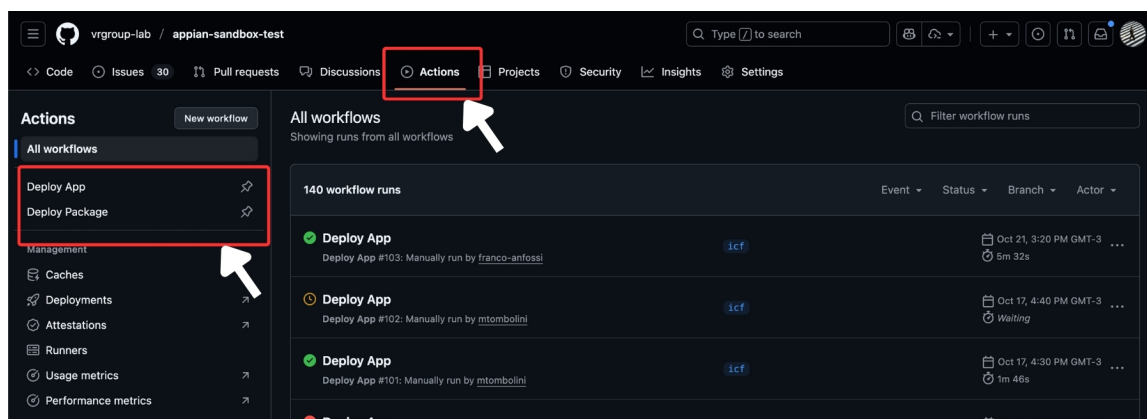 vrgroup-lab / appian-sandbox-test
Type / to search
Code
Issues 30
Pull requests
Discussions
Actions
Projects
Security
Insights
Settings
Actions
New workflow
All workflows
Deploy App
Deploy Package
Management
Caches
Deployments
Attestations
Runners
Usage metrics
Performance metrics
All workflows
Showing runs from all workflows
Filter workflow runs
140 workflow runs
Event
Status
Branch
Actor
Deploy App
Deploy App #103: Manually run by franco-anfossi
icf
Oct 21, 3:20 PM GMT-3
5m 32s
Deploy App
Deploy App #102: Manually run by mtombolini
icf
Oct 17, 4:40 PM GMT-3
Waiting
Deploy App
Deploy App #101: Manually run by mtombolini
icf
Oct 17, 4:30 PM GMT-3
1m 46s